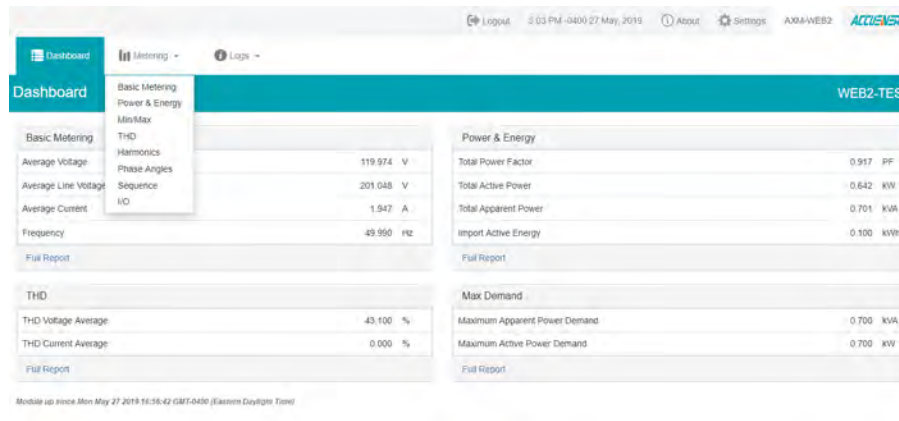 Logout 5:03 PM -0400 27 May, 2019 About Settings AXM-WEB2 ACCUENER
Dashboard Metering Logs
Dashboard WEB2-TES
Basic Metering
Power & Energy
Min/Max
THD
Harmonics
Phase Angles
Sequence
I/O
Basic Metering
Average Voltage 119.974 V
Average Line Voltage 201.048 V
Average Current 1.947 A
Frequency 49.990 Hz
Full Report
Power & Energy
Total Power Factor 0.917 PF
Total Active Power 0.642 kW
Total Apparent Power 0.701 kVA
Import Active Energy 0.100 kWh
Full Report
THD
THD Voltage Average 43.100 %
THD Current Average 0.000 %
Full Report
Max Demand
Maximum Apparent Power Demand 0.700 kVA
Maximum Active Power Demand 0.700 kW
Full Report
Module up since Mon May 27 2019 16:56:42 GMT-0400 (Eastern Daylight Time)